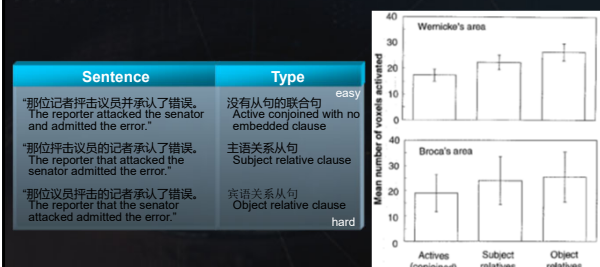 Sentence
Type
easy
“那位记者抨击议员并承认了错误。
The reporter attacked the senator
and admitted the error.”
没有从句的联合句
Active conjoined with no
embedded clause
“那位抨击议员的记者承认了错误。
The reporter that attacked the
senator admitted the error.”
主语关系从句
Subject relative clause
“那位议员抨击的记者承认了错误。
The reporter that the senator
attacked admitted the error.”
宾语关系从句
Object relative clause
hard
Mean number of voxels activated
Wernicke's area
40
30
20
10
0
Broca's area
40
30
20
10
0
Actives
Subject
Object
(conjoined)
relatives
relatives